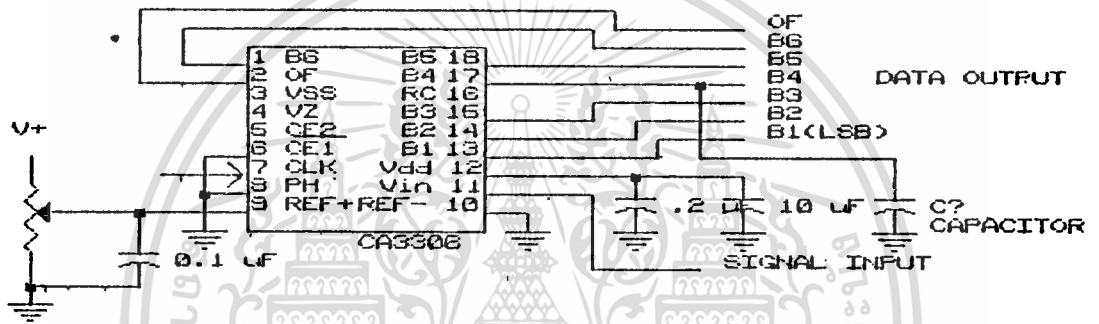 OF
B6
B5
B4
B3
B2
B1(LSB)
DATA OUTPUT
V+
1 B6 B5 18
2 OF B4 17
3 VSS RC 16
4 VZ B3 15
5 CE2 B2 14
6 CE1 B1 13
7 CLK Vdd 12
8 PH Vin 11
9 REF+REF- 10
CA3306
0.1 uF
.2 uF
10 uF
C?
CAPACITOR
SIGNAL INPUT